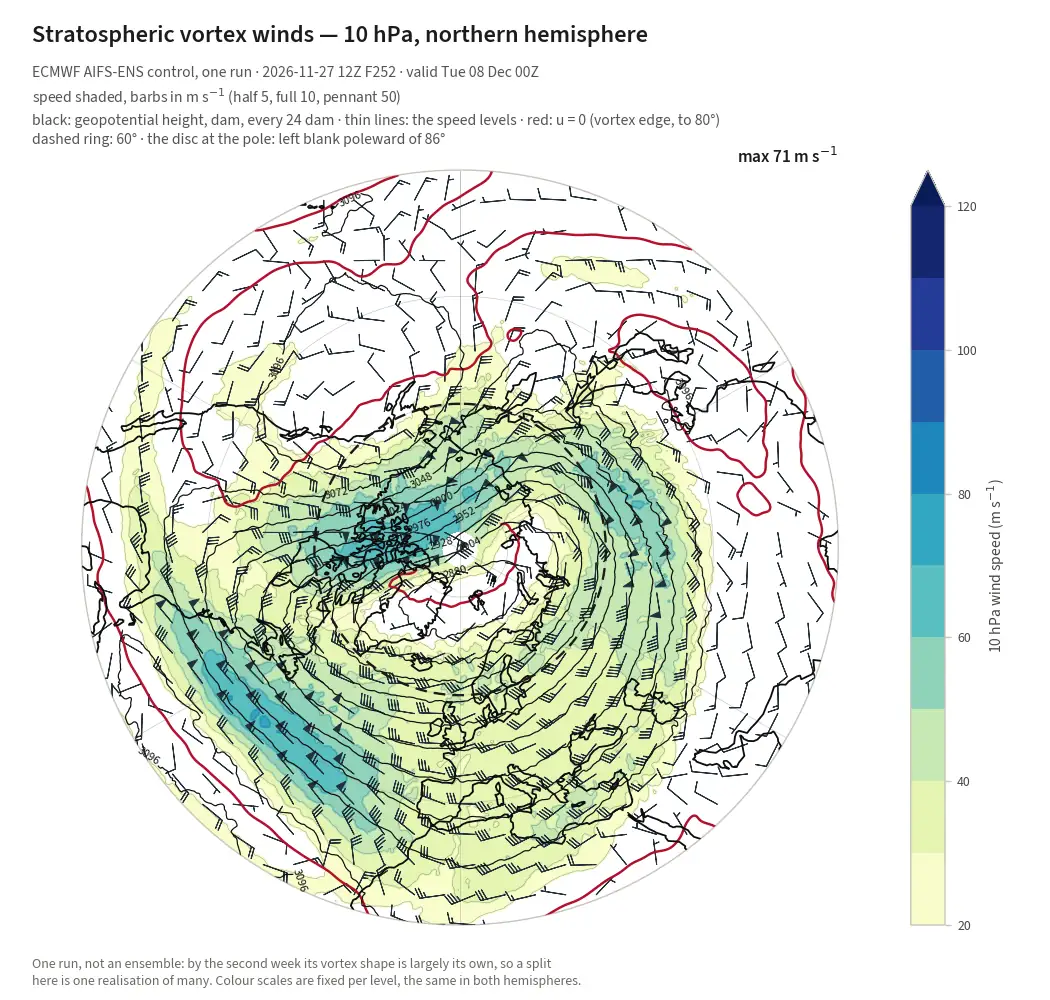 Stratospheric vortex winds — 10 hPa, northern hemisphere
ECMWF AIFS-ENS control, one run · 2026-11-27 12Z F252 · valid Tue 08 Dec 00Z
speed shaded, barbs in m s⁻¹ (half 5, full 10, pennant 50)
black: geopotential height, dam, every 24 dam · thin lines: the speed levels · red: u = 0 (vortex edge, to 80°)
dashed ring: 60° · the disc at the pole: left blank poleward of 86°
max 71 m s⁻¹
120
100
80
60
40
20
10 hPa wind speed (m s⁻¹)
3096
3096
3096
3048
3072
2952
2976
3096
3096
One run, not an ensemble: by the second week its vortex shape is largely its own, so a split
here is one realisation of many. Colour scales are fixed per level, the same in both hemispheres.